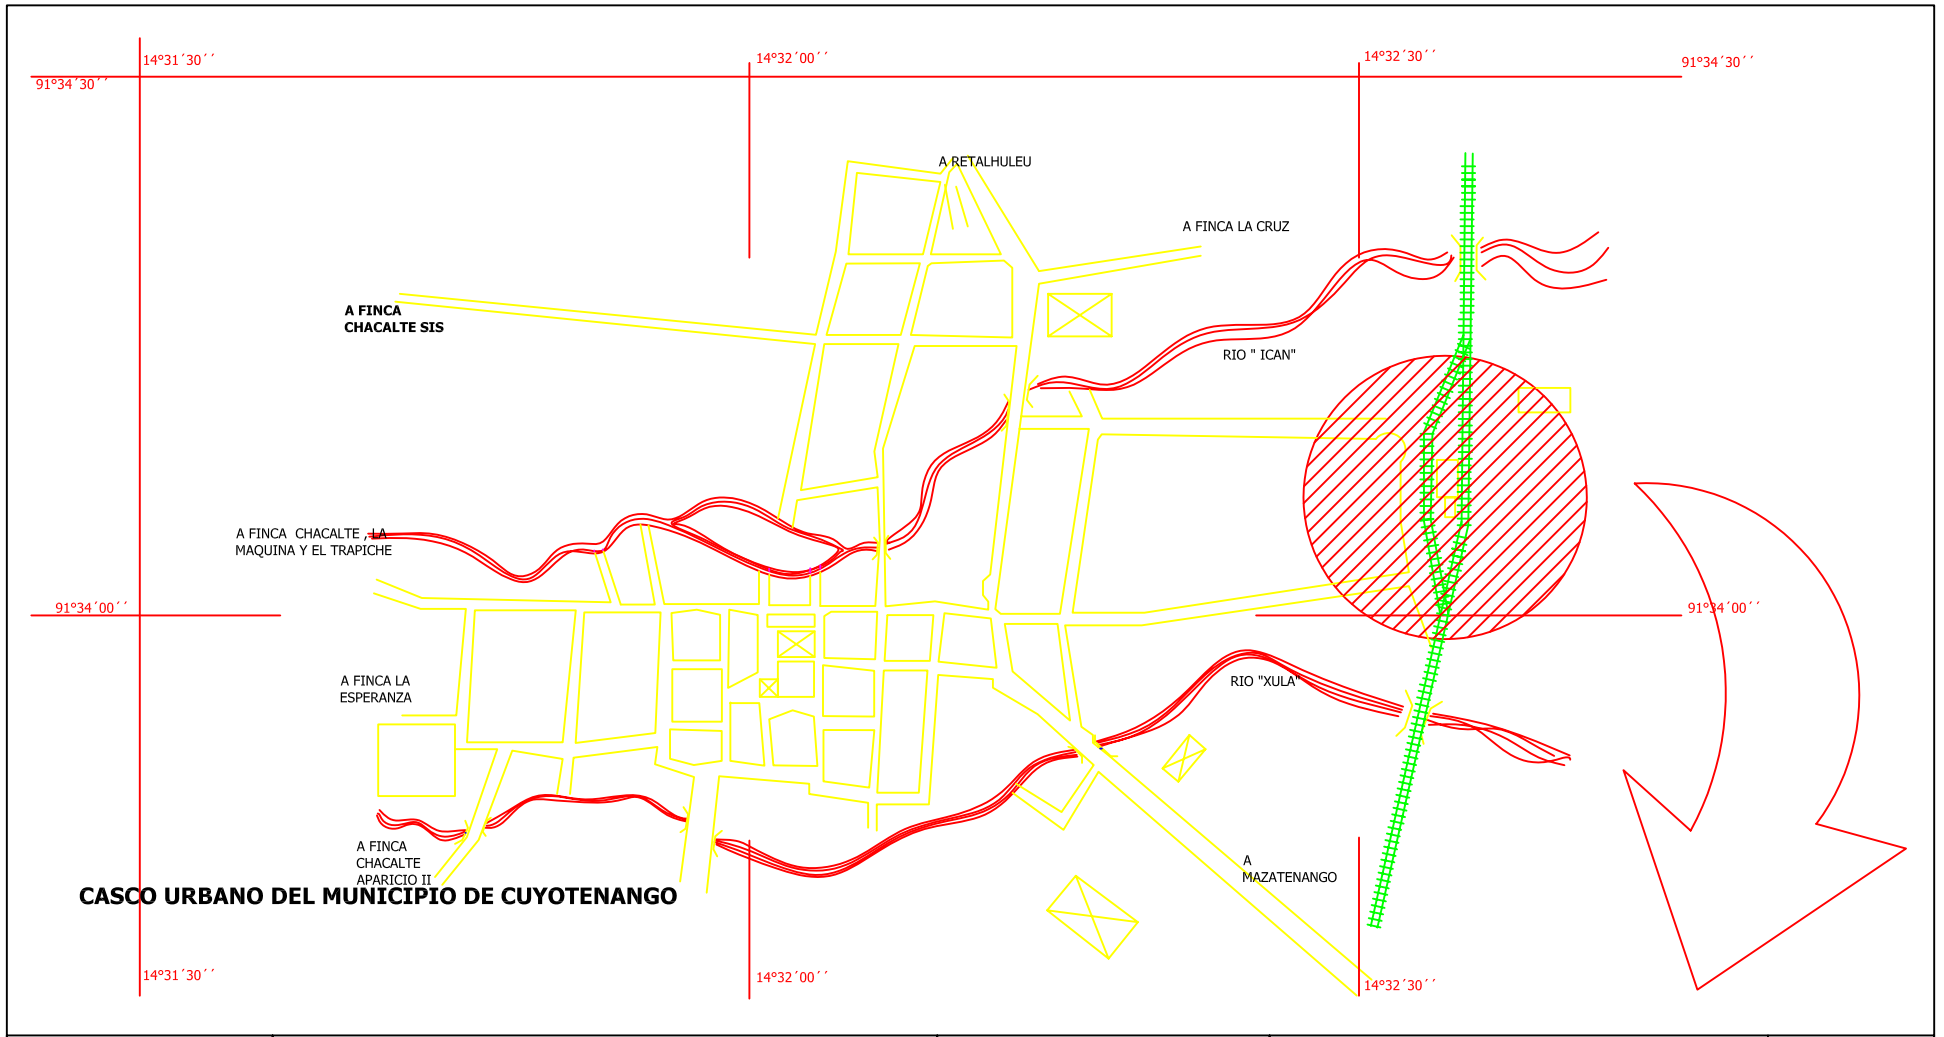 14°31´30´´
14°32´00´´
14°32´30´´
91°34´30´´
91°34´30´´
A RETALHULEU
A FINCA LA CRUZ
A FINCA
CHACALTE SIS
RIO " ICAN"
A FINCA  CHACALTE , LA
MAQUINA Y EL TRAPICHE
91°34´00´´
91°34´00´´
A FINCA LA
ESPERANZA
RIO "XULA"
A FINCA
CHACALTE
APARICIO II
A
MAZATENANGO
CASCO URBANO DEL MUNICIPIO DE CUYOTENANGO
14°31´30´´
14°32´00´´
14°32´30´´